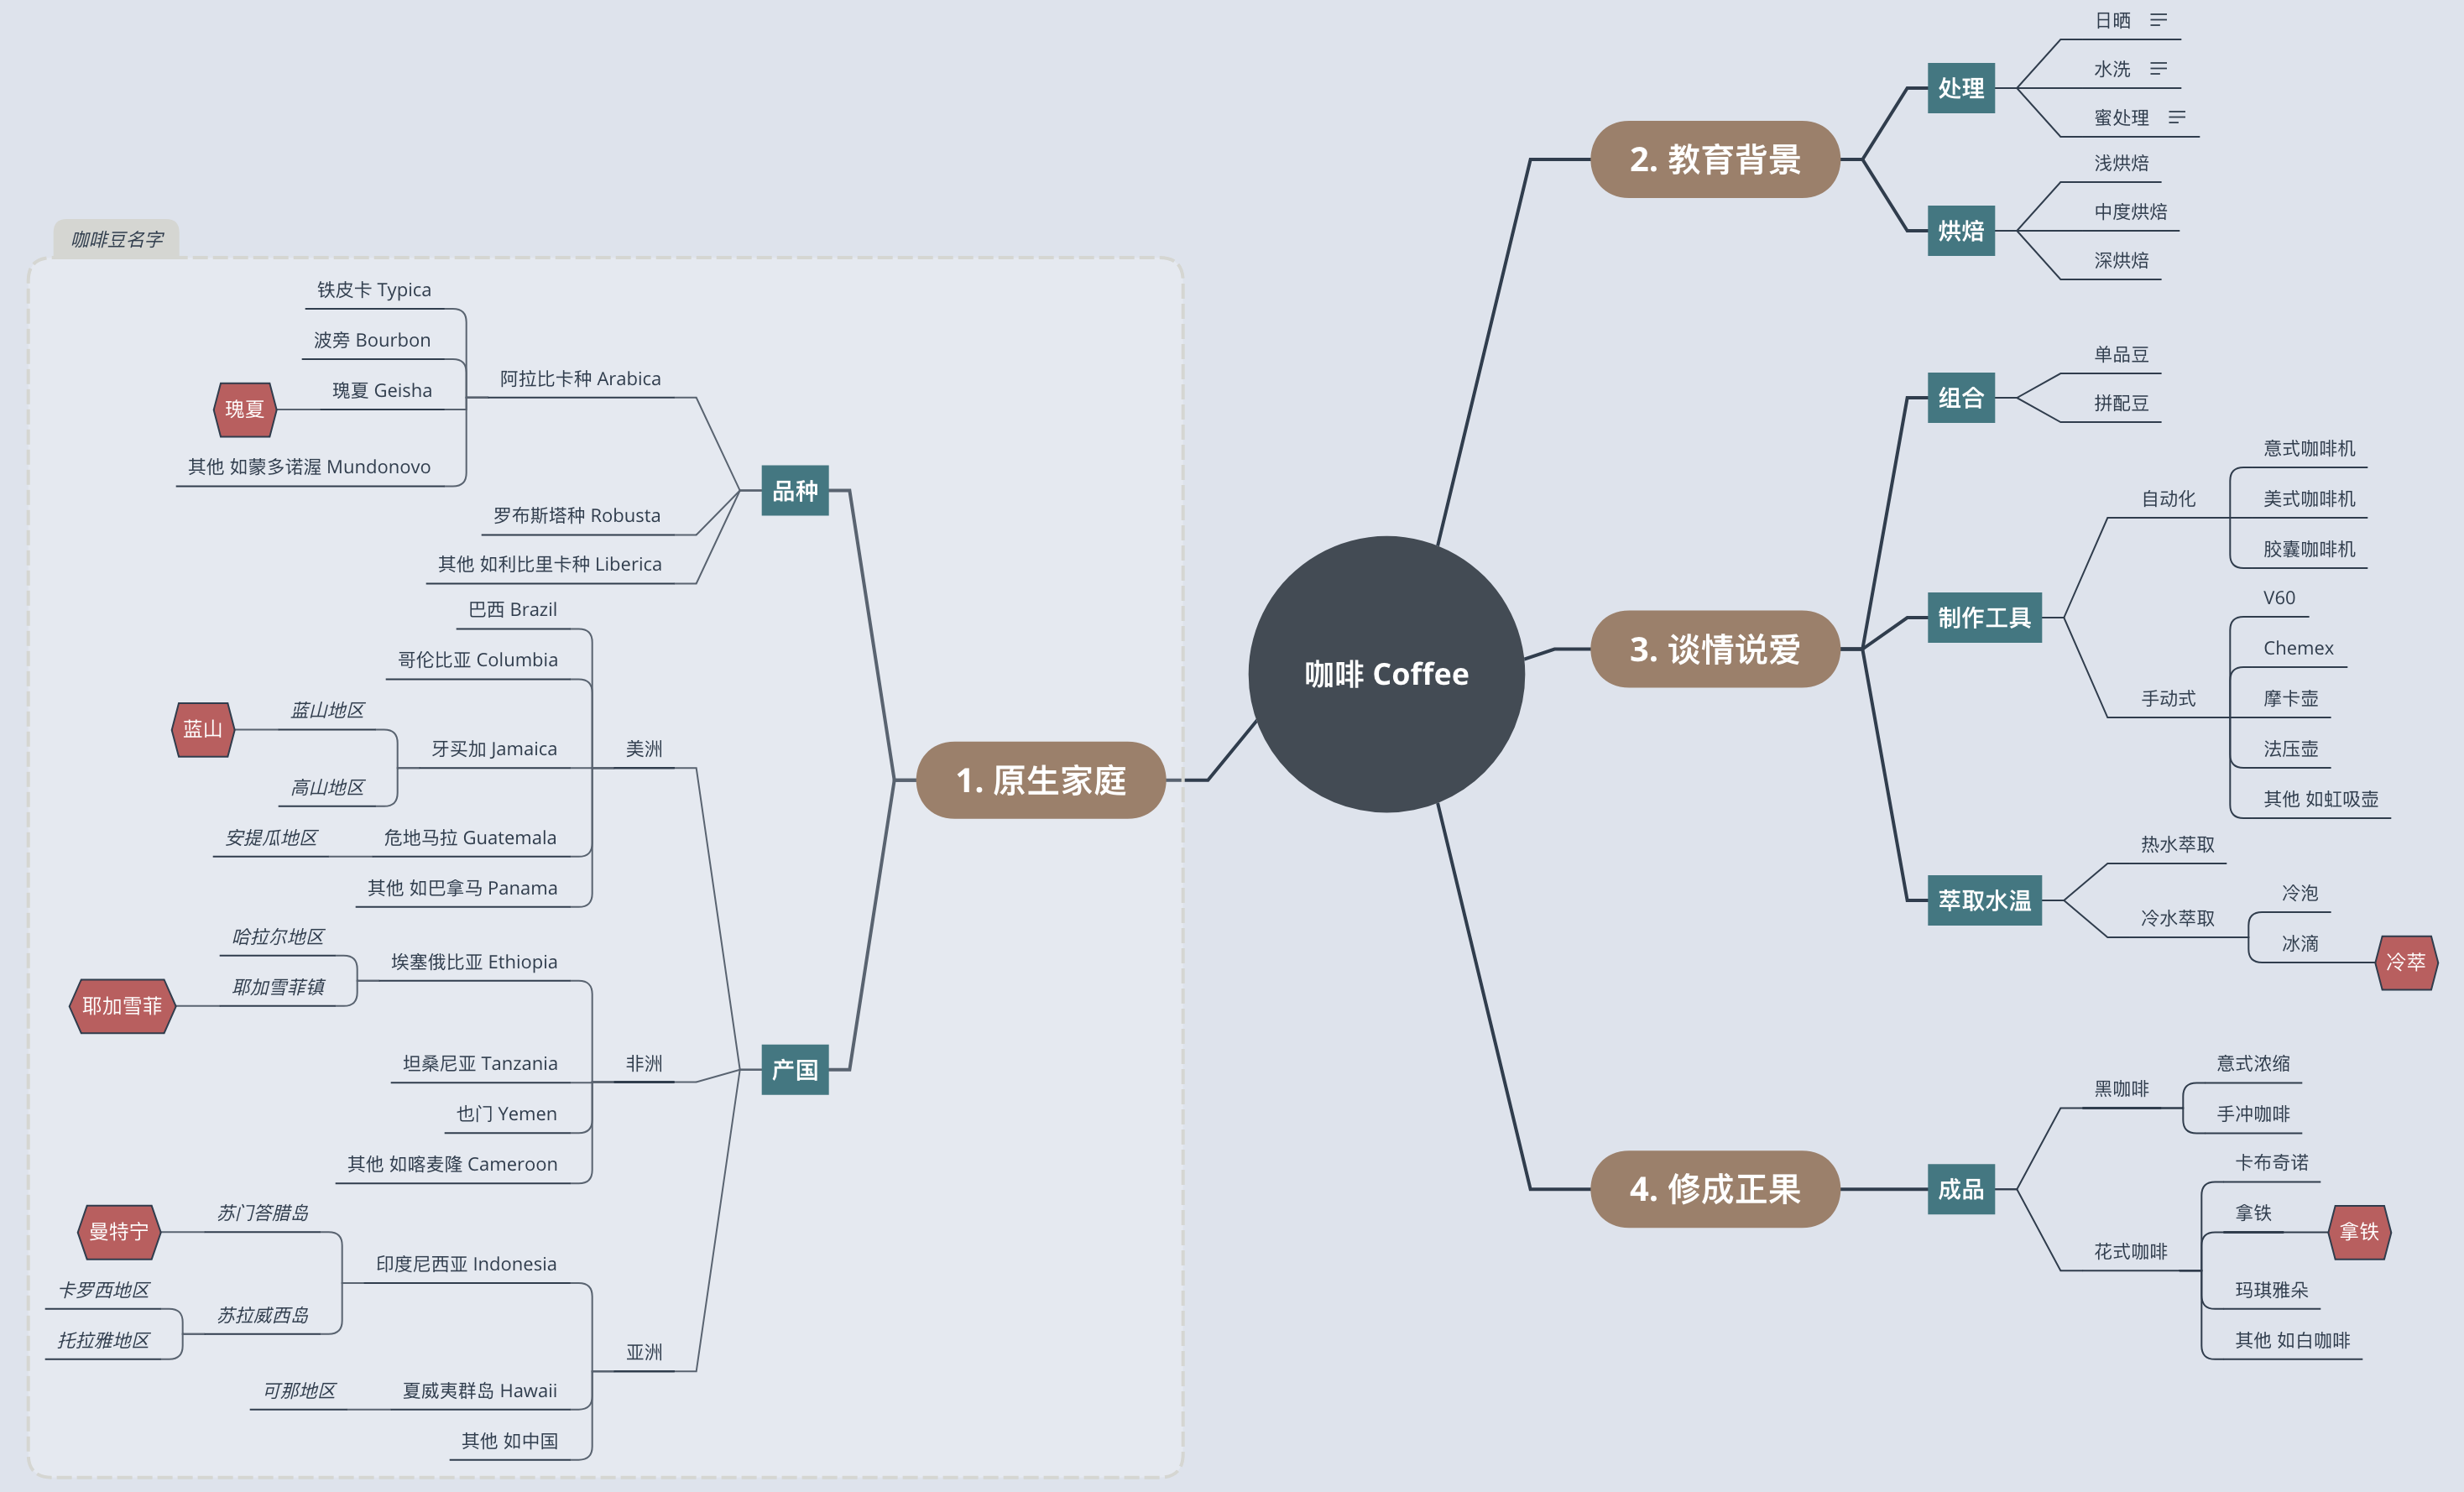 咖啡 Coffee
1. 原生家庭
咖啡豆名字
品种
阿拉比卡种 Arabica
铁皮卡 Typica
波旁 Bourbon
瑰夏 Geisha
瑰夏
其他 如蒙多诺渥 Mundonovo
罗布斯塔种 Robusta
其他 如利比里卡种 Liberica
产国
美洲
巴西 Brazil
哥伦比亚 Columbia
牙买加 Jamaica
蓝山地区
蓝山
高山地区
危地马拉 Guatemala
安提瓜地区
其他 如巴拿马 Panama
非洲
埃塞俄比亚 Ethiopia
哈拉尔地区
耶加雪菲镇
耶加雪菲
坦桑尼亚 Tanzania
也门 Yemen
其他 如喀麦隆 Cameroon
亚洲
印度尼西亚 Indonesia
苏门答腊岛
曼特宁
苏拉威西岛
卡罗西地区
托拉雅地区
夏威夷群岛 Hawaii
可那地区
其他 如中国
2. 教育背景
处理
日晒
水洗
蜜处理
烘焙
浅烘焙
中度烘焙
深烘焙
3. 谈情说爱
组合
单品豆
拼配豆
制作工具
自动化
意式咖啡机
美式咖啡机
胶囊咖啡机
手动式
V60
Chemex
摩卡壶
法压壶
其他 如虹吸壶
萃取水温
热水萃取
冷水萃取
冷泡
冰滴
冷萃
4. 修成正果
成品
黑咖啡
意式浓缩
手冲咖啡
花式咖啡
卡布奇诺
拿铁
拿铁
玛琪雅朵
其他 如白咖啡